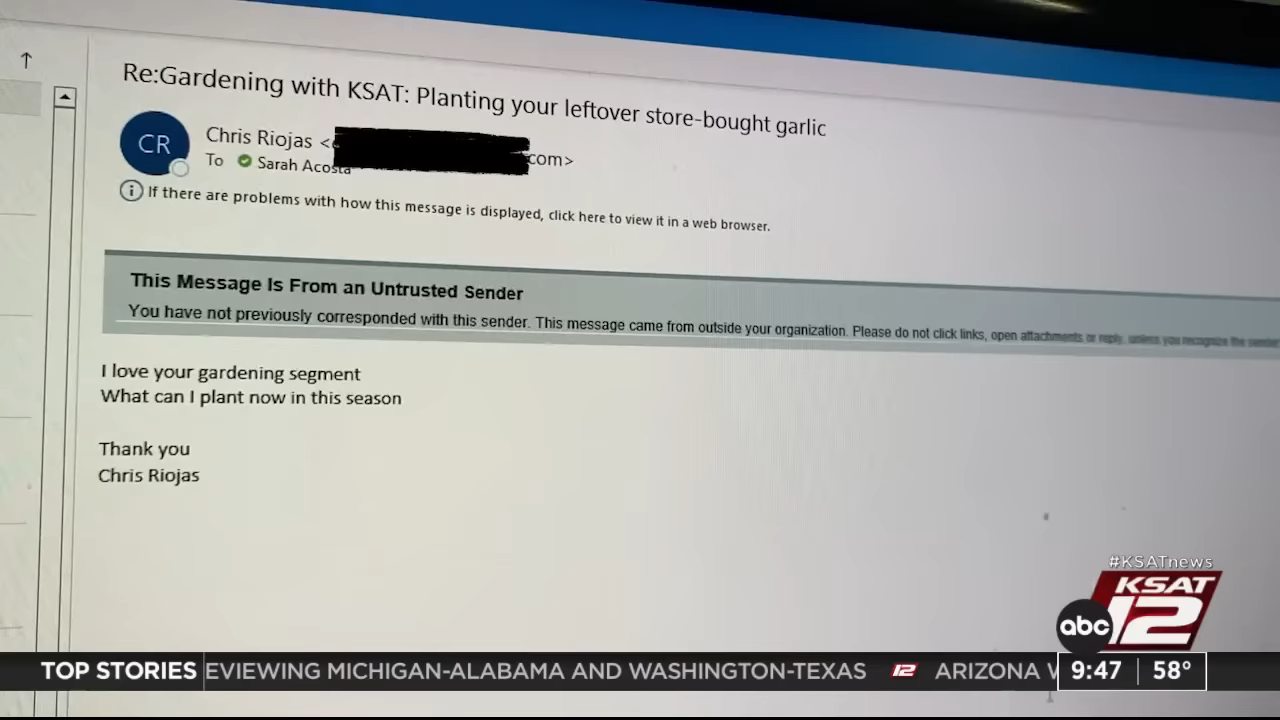 Re:Gardening with KSAT: Planting your leftover store-bought garlic
CR
Chris Riojas <
com>
To Sarah Acosta
If there are problems with how this message is displayed, click here to view it in a web browser.
This Message Is From an Untrusted Sender
You have not previously corresponded with this sender. This message came from outside your organization. Please do not click links, open attachments or reply, unless you recognize the sender
I love your gardening segment
What can I plant now in this season
Thank you
Chris Riojas
#KSATnews
KSAT
abc 12
TOP STORIES EVIEWING MICHIGAN-ALABAMA AND WASHINGTON-TEXAS 12 ARIZONA 9:47 58°